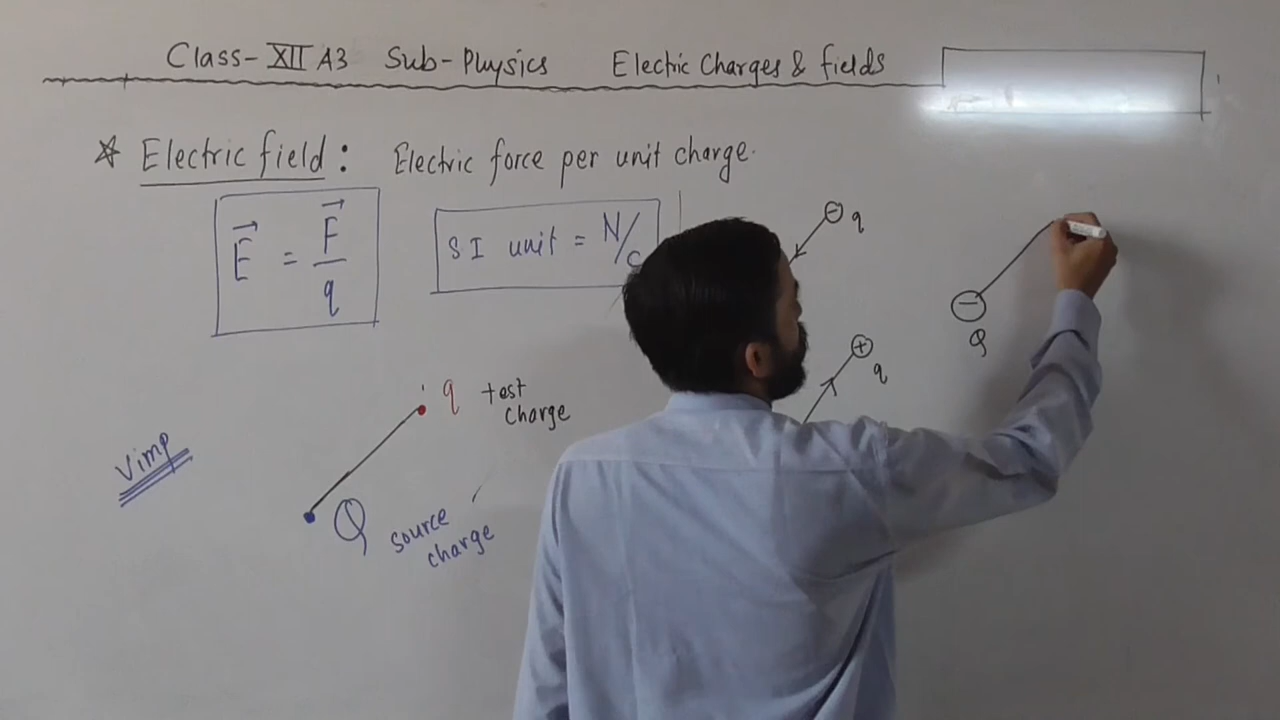 Class-XII A3 Sub-Physics Electric Charges & fields
☆ Electric field : Electric force per unit charge.
E = F/q
SI unit = N/C
⊖ q
⊖ Q
⊕ q
q test charge
Vimp
Q source charge